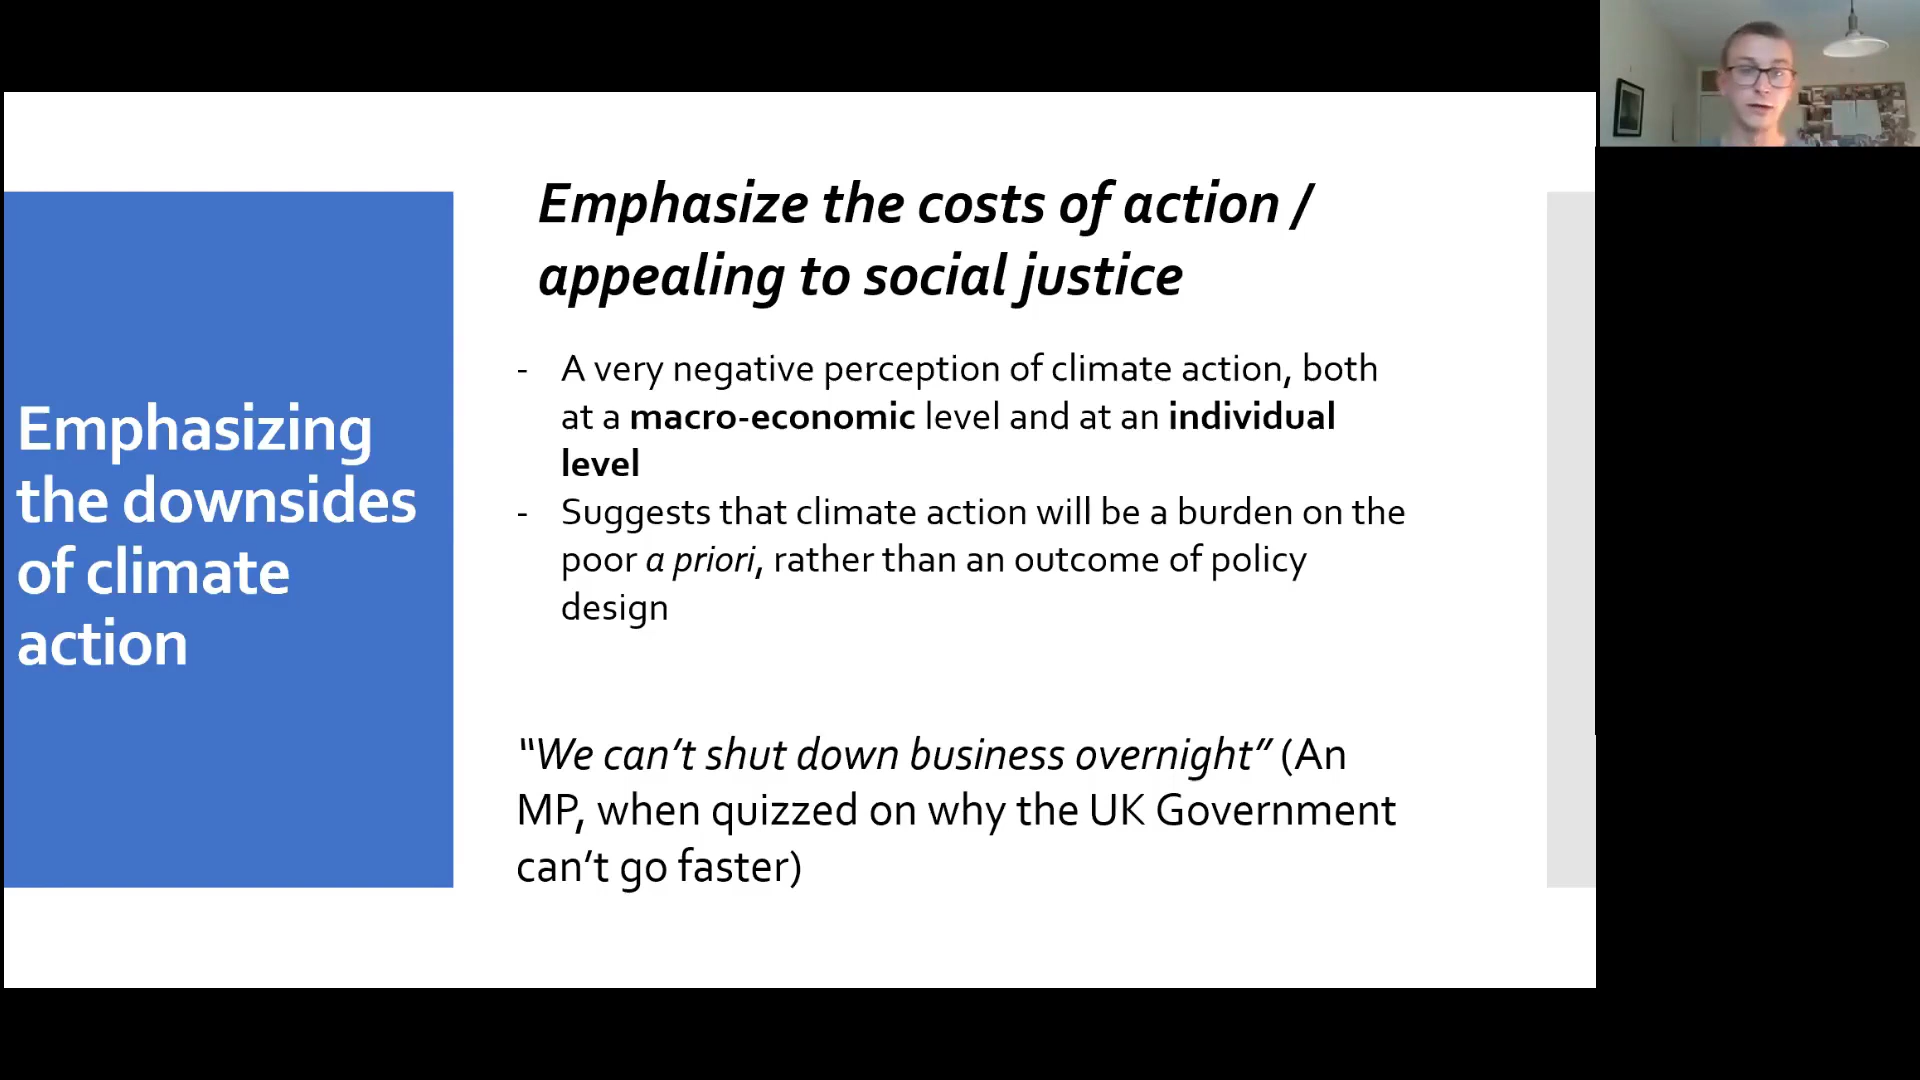 Emphasizing
the downsides
of climate
action
Emphasize the costs of action /
appealing to social justice
- A very negative perception of climate action, both
at a macro-economic level and at an individual
level
- Suggests that climate action will be a burden on the
poor a priori, rather than an outcome of policy
design
“We can’t shut down business overnight” (An
MP, when quizzed on why the UK Government
can’t go faster)